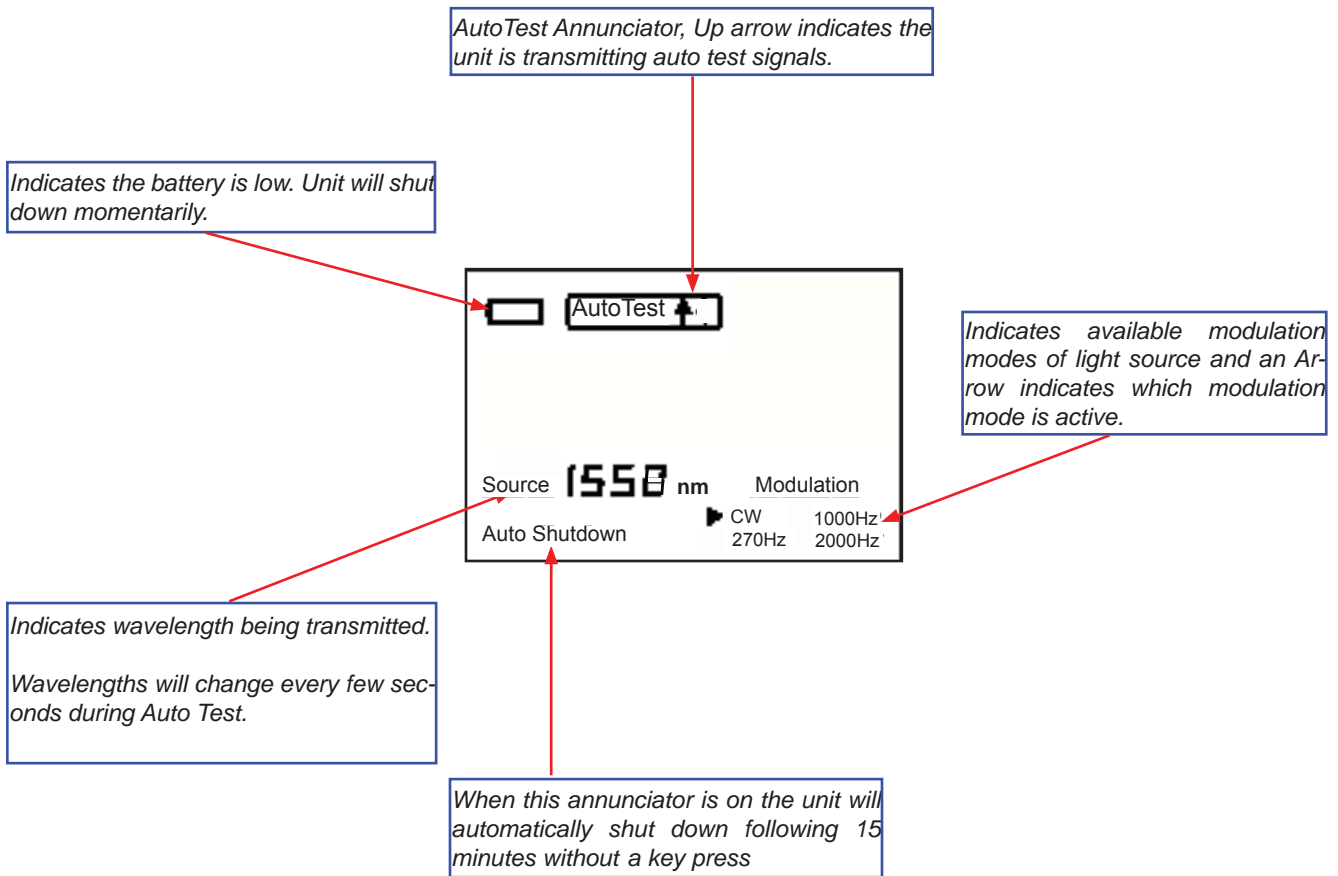 AutoTest Annunciator, Up arrow indicates the
unit is transmitting auto test signals.
Indicates the battery is low. Unit will shut
down momentarily.
AutoTest
Indicates available modulation
modes of light source and an Ar-
row indicates which modulation
mode is active.
Source 1550 nm Modulation
CW 1000Hz
Auto Shutdown
270Hz 2000Hz
Indicates wavelength being transmitted.
Wavelengths will change every few sec-
onds during Auto Test.
When this annunciator is on the unit will
automatically shut down following 15
minutes without a key press